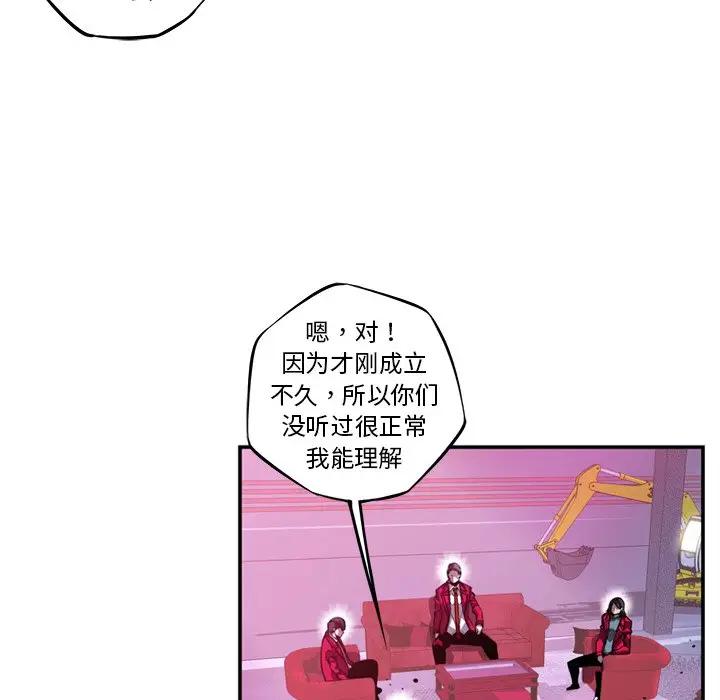 嗯，对！
因为才刚成立
不久，所以你们
没听过很正常
我能理解